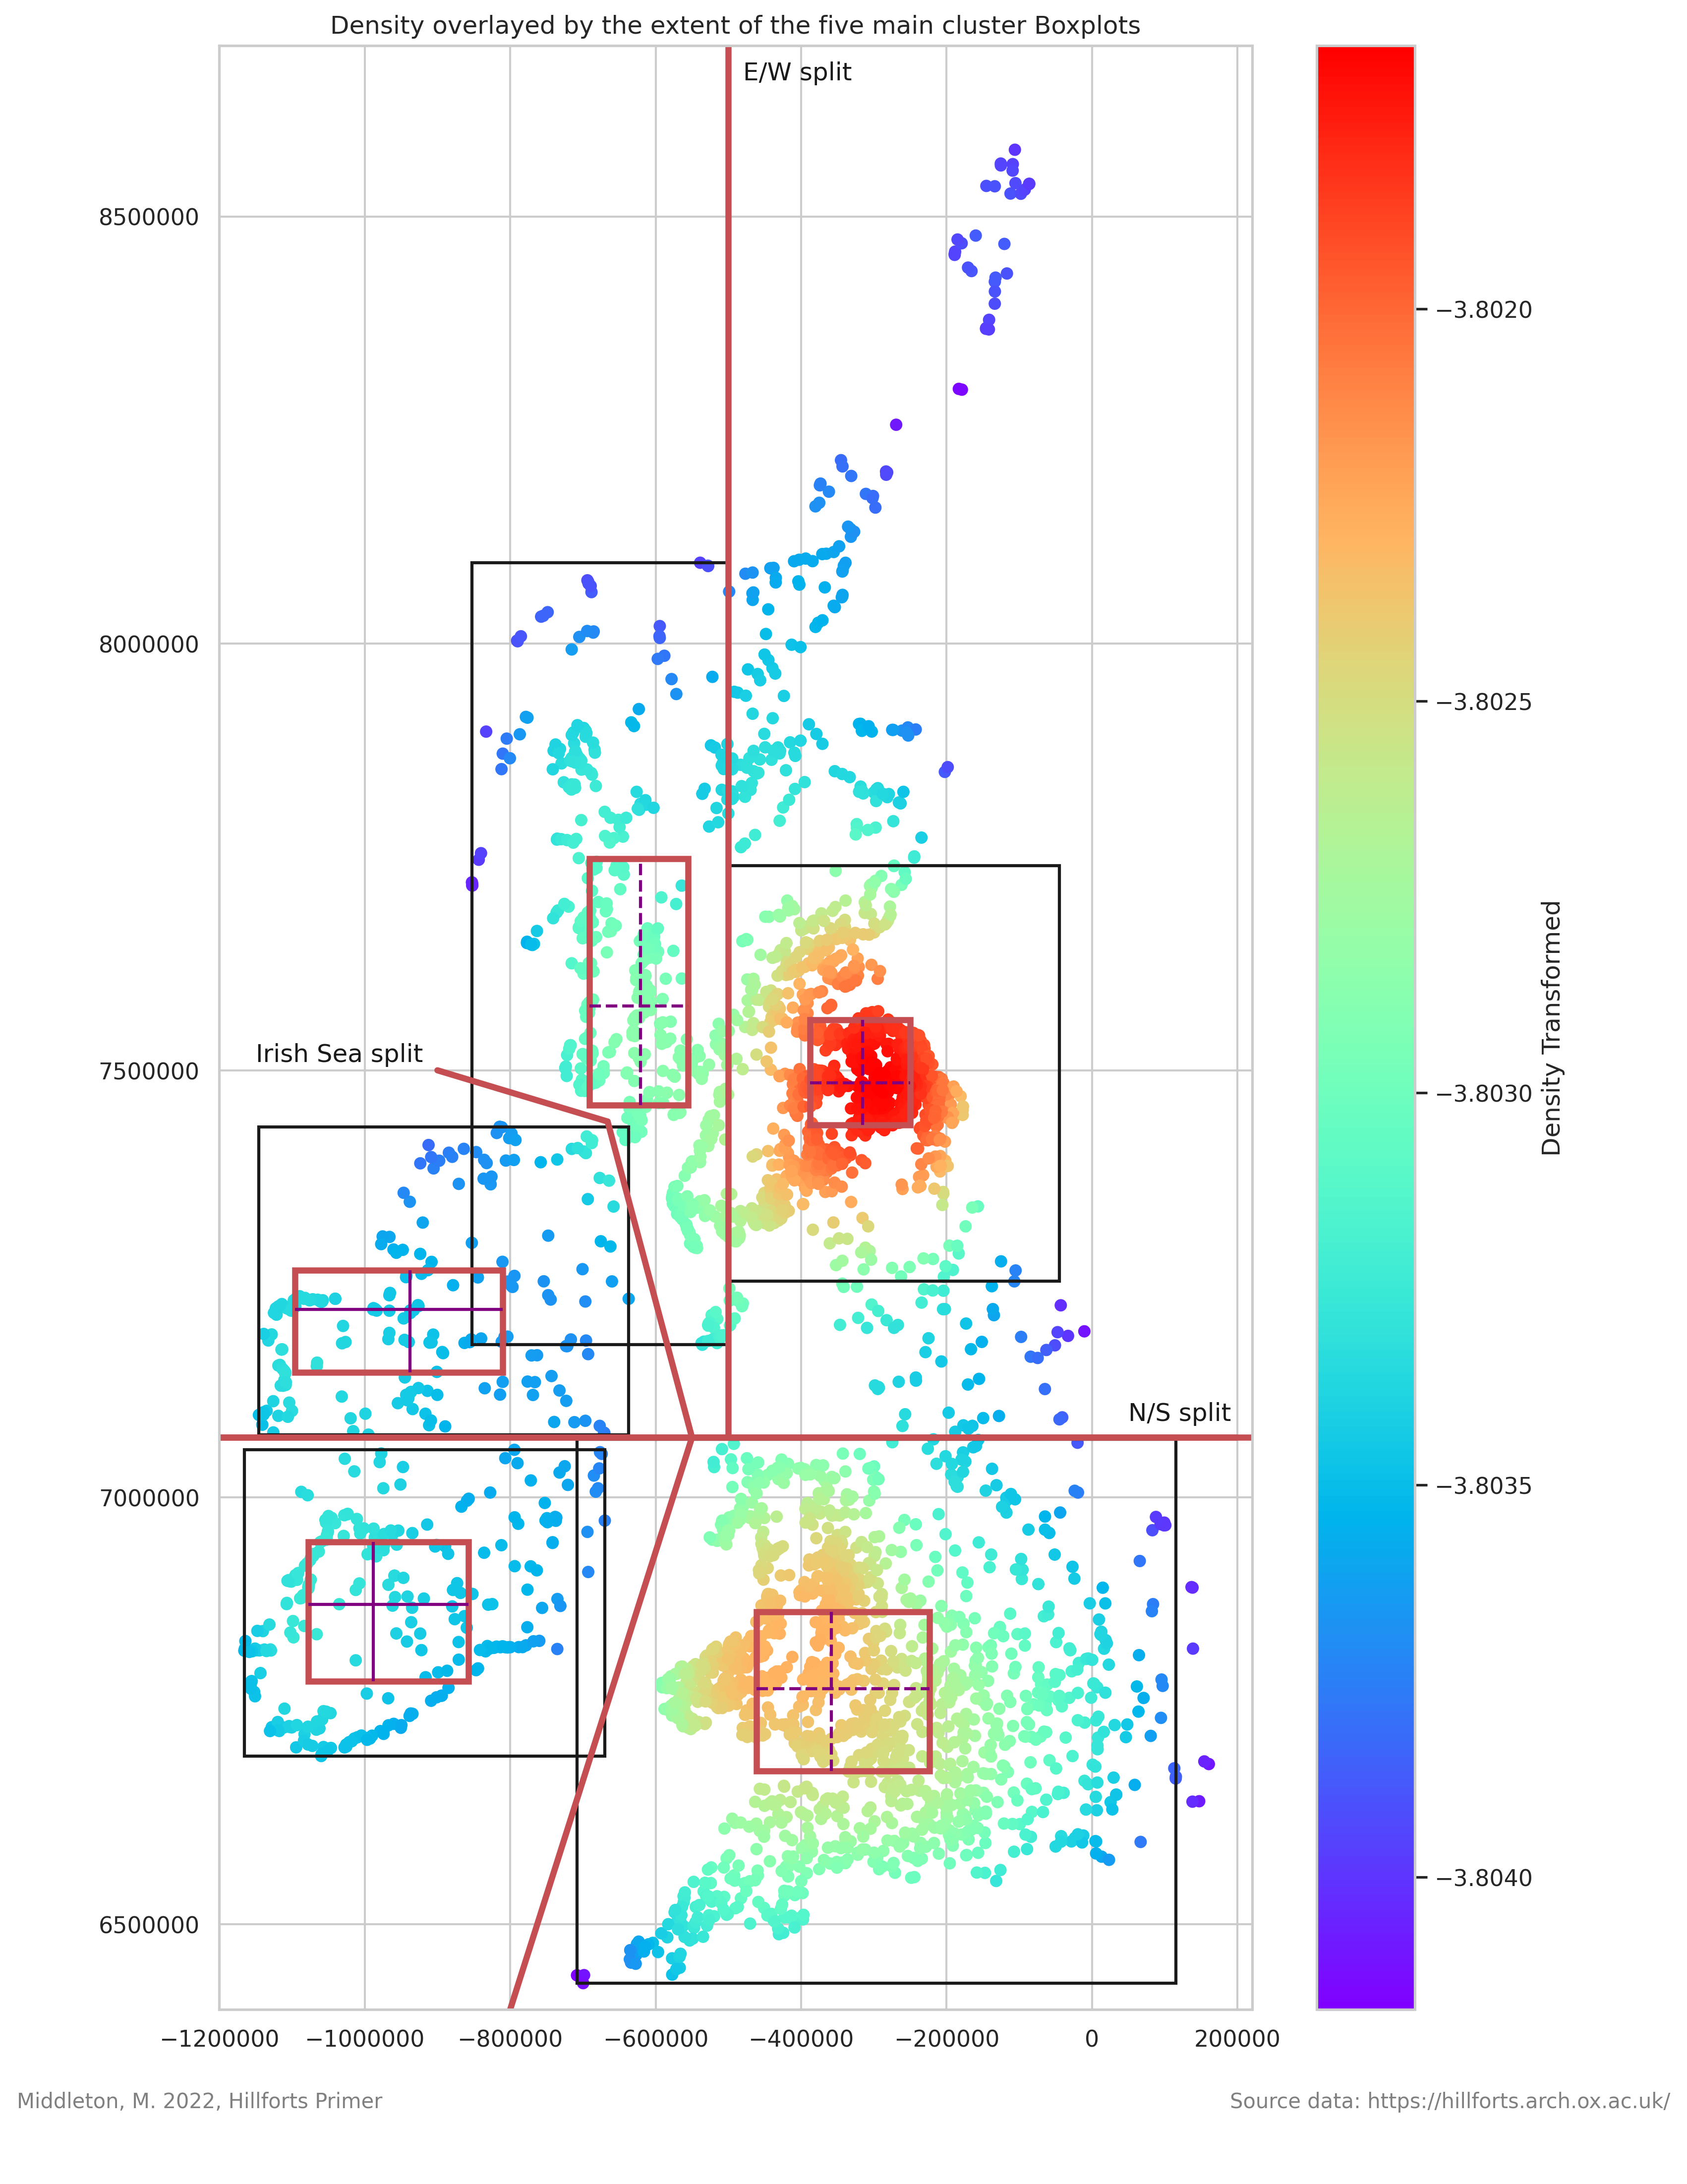 Density overlayed by the extent of the five main cluster Boxplots
E/W split
8500000
8000000
7500000
7000000
6500000
Irish Sea split
N/S split
−1200000 −1000000 −800000 −600000 −400000 −200000 0 200000
−3.8020
−3.8025
−3.8030
−3.8035
−3.8040
Density Transformed
Middleton, M. 2022, Hillforts Primer
Source data: https://hillforts.arch.ox.ac.uk/